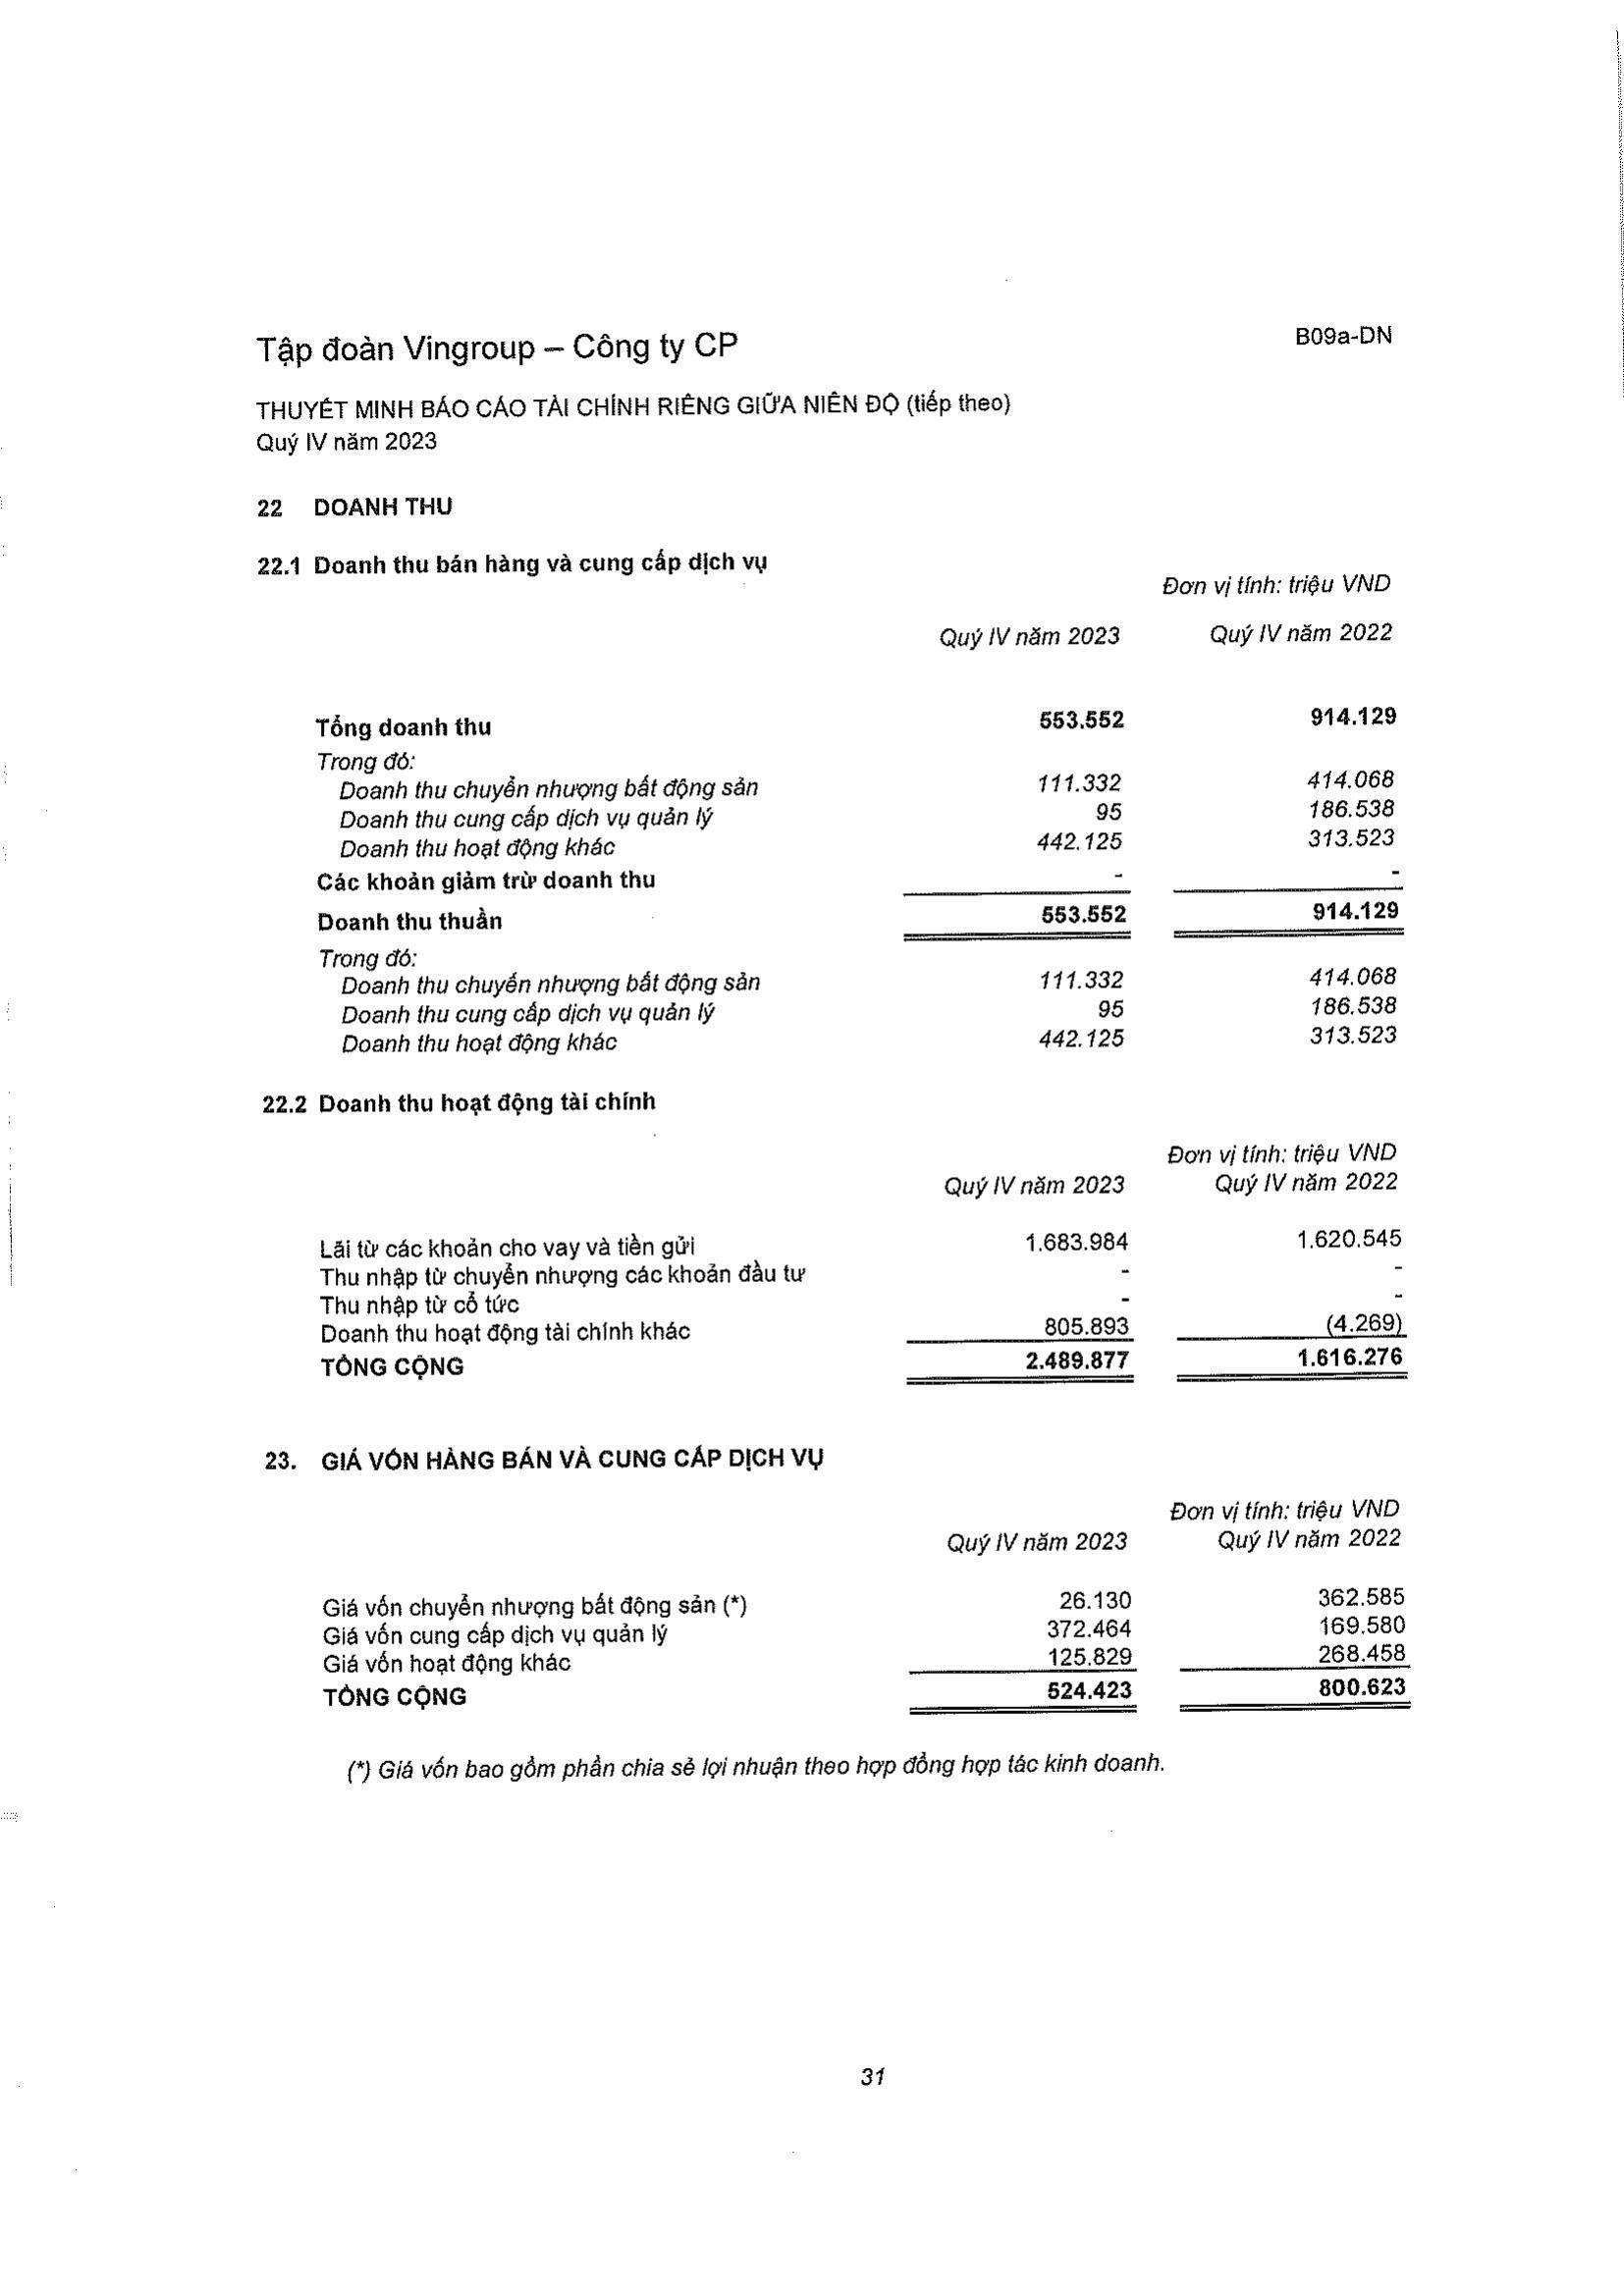 Tập đoàn Vingroup – Công ty CP B09a-DN
THUYẾT MINH BÁO CÁO TÀI CHÍNH RIÊNG GIỮA NIÊN ĐỘ (tiếp theo)
Quý IV năm 2023
22 DOANH THU
22.1 Doanh thu bán hàng và cung cấp dịch vụ
Đơn vị tính: triệu VND
Quý IV năm 2023 Quý IV năm 2022
Tổng doanh thu 553.552 914.129
Trong đó:
Doanh thu chuyển nhượng bất động sản 111.332 414.068
Doanh thu cung cấp dịch vụ quản lý 95 186.538
Doanh thu hoạt động khác 442.125 313.523
Các khoản giảm trừ doanh thu - -
Doanh thu thuần 553.552 914.129
Trong đó:
Doanh thu chuyển nhượng bất động sản 111.332 414.068
Doanh thu cung cấp dịch vụ quản lý 95 186.538
Doanh thu hoạt động khác 442.125 313.523
22.2 Doanh thu hoạt động tài chính
Đơn vị tính: triệu VND
Quý IV năm 2023 Quý IV năm 2022
Lãi từ các khoản cho vay và tiền gửi 1.683.984 1.620.545
Thu nhập từ chuyển nhượng các khoản đầu tư - -
Thu nhập từ cổ tức - -
Doanh thu hoạt động tài chính khác 805.893 (4.269)
TỔNG CỘNG 2.489.877 1.616.276
23. GIÁ VỐN HÀNG BÁN VÀ CUNG CẤP DỊCH VỤ
Đơn vị tính: triệu VND
Quý IV năm 2023 Quý IV năm 2022
Giá vốn chuyển nhượng bất động sản (*) 26.130 362.585
Giá vốn cung cấp dịch vụ quản lý 372.464 169.580
Giá vốn hoạt động khác 125.829 268.458
TỔNG CỘNG 524.423 800.623
(*) Giá vốn bao gồm phần chia sẻ lợi nhuận theo hợp đồng hợp tác kinh doanh.
31